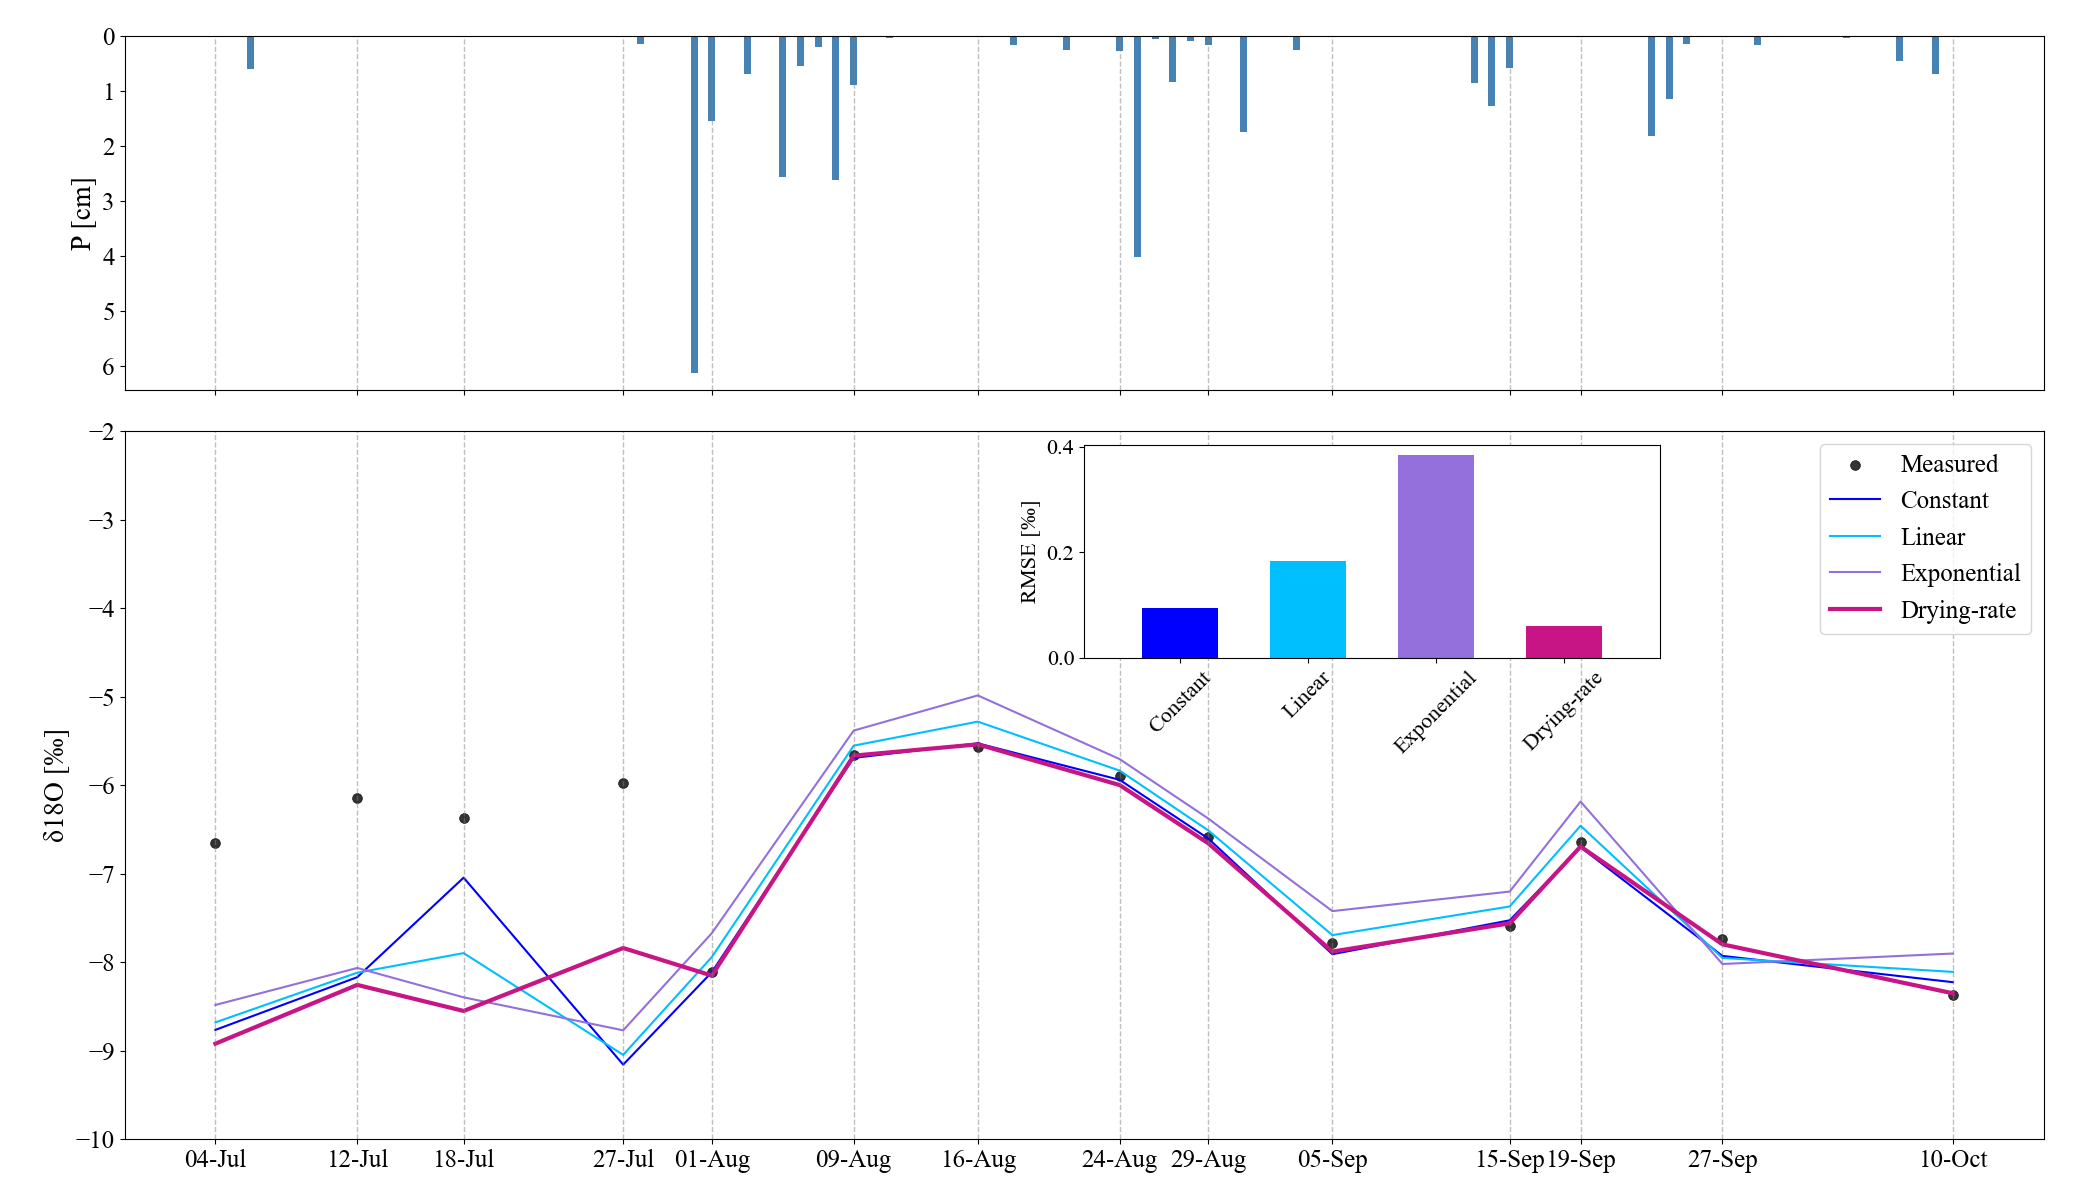 0
1
2
3
4
5
6
P [cm]
−2
−3
−4
−5
−6
−7
−8
−9
−10
δ18O [‰]
0.4
0.2
0.0
RMSE [‰]
Constant
Linear
Exponential
Drying-rate
Measured
Constant
Linear
Exponential
Drying-rate
04-Jul 12-Jul 18-Jul 27-Jul 01-Aug 09-Aug 16-Aug 24-Aug 29-Aug 05-Sep 15-Sep 19-Sep 27-Sep 10-Oct